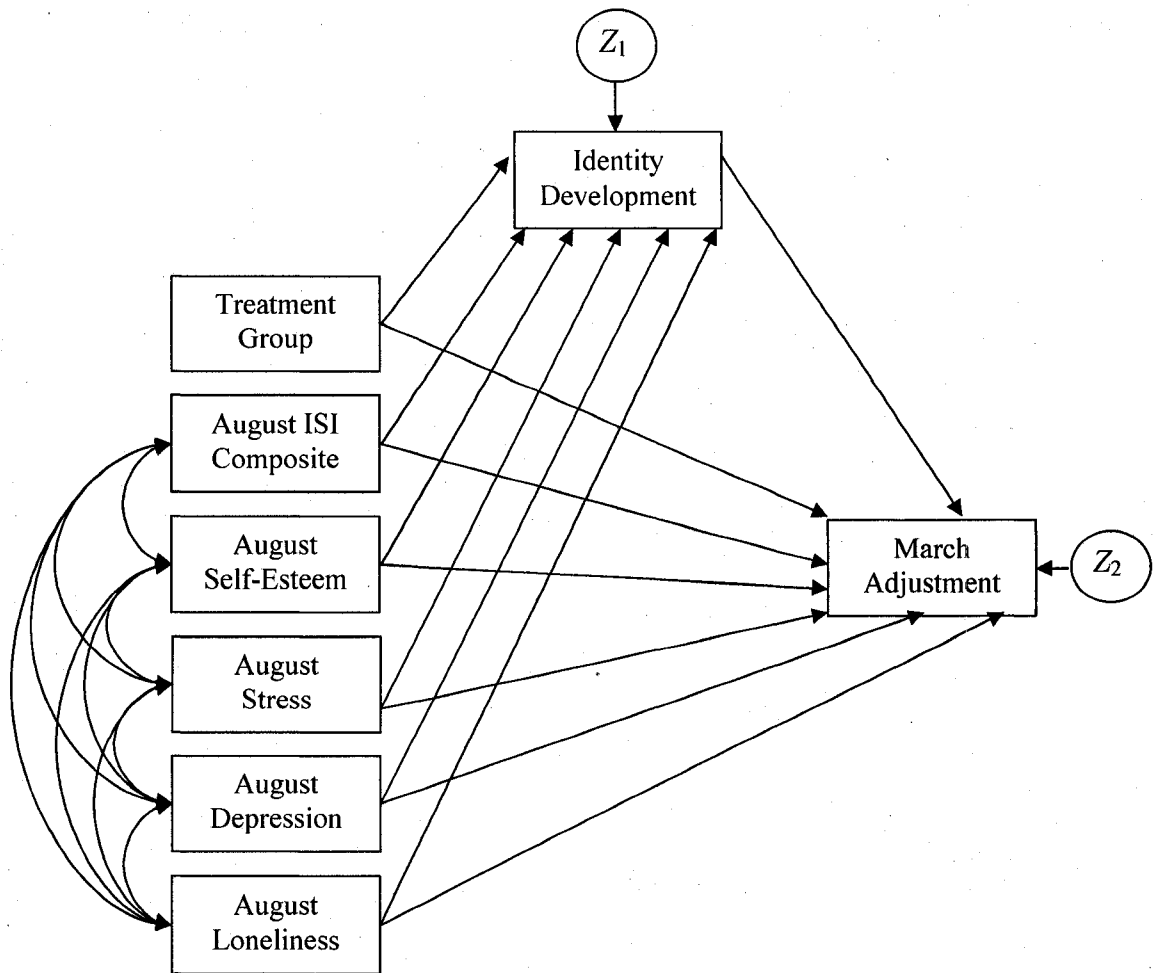 Z1
Identity
Development
Treatment
Group
August ISI
Composite
August
Self-Esteem
March
Adjustment
Z2
August
Stress
August
Depression
August
Loneliness